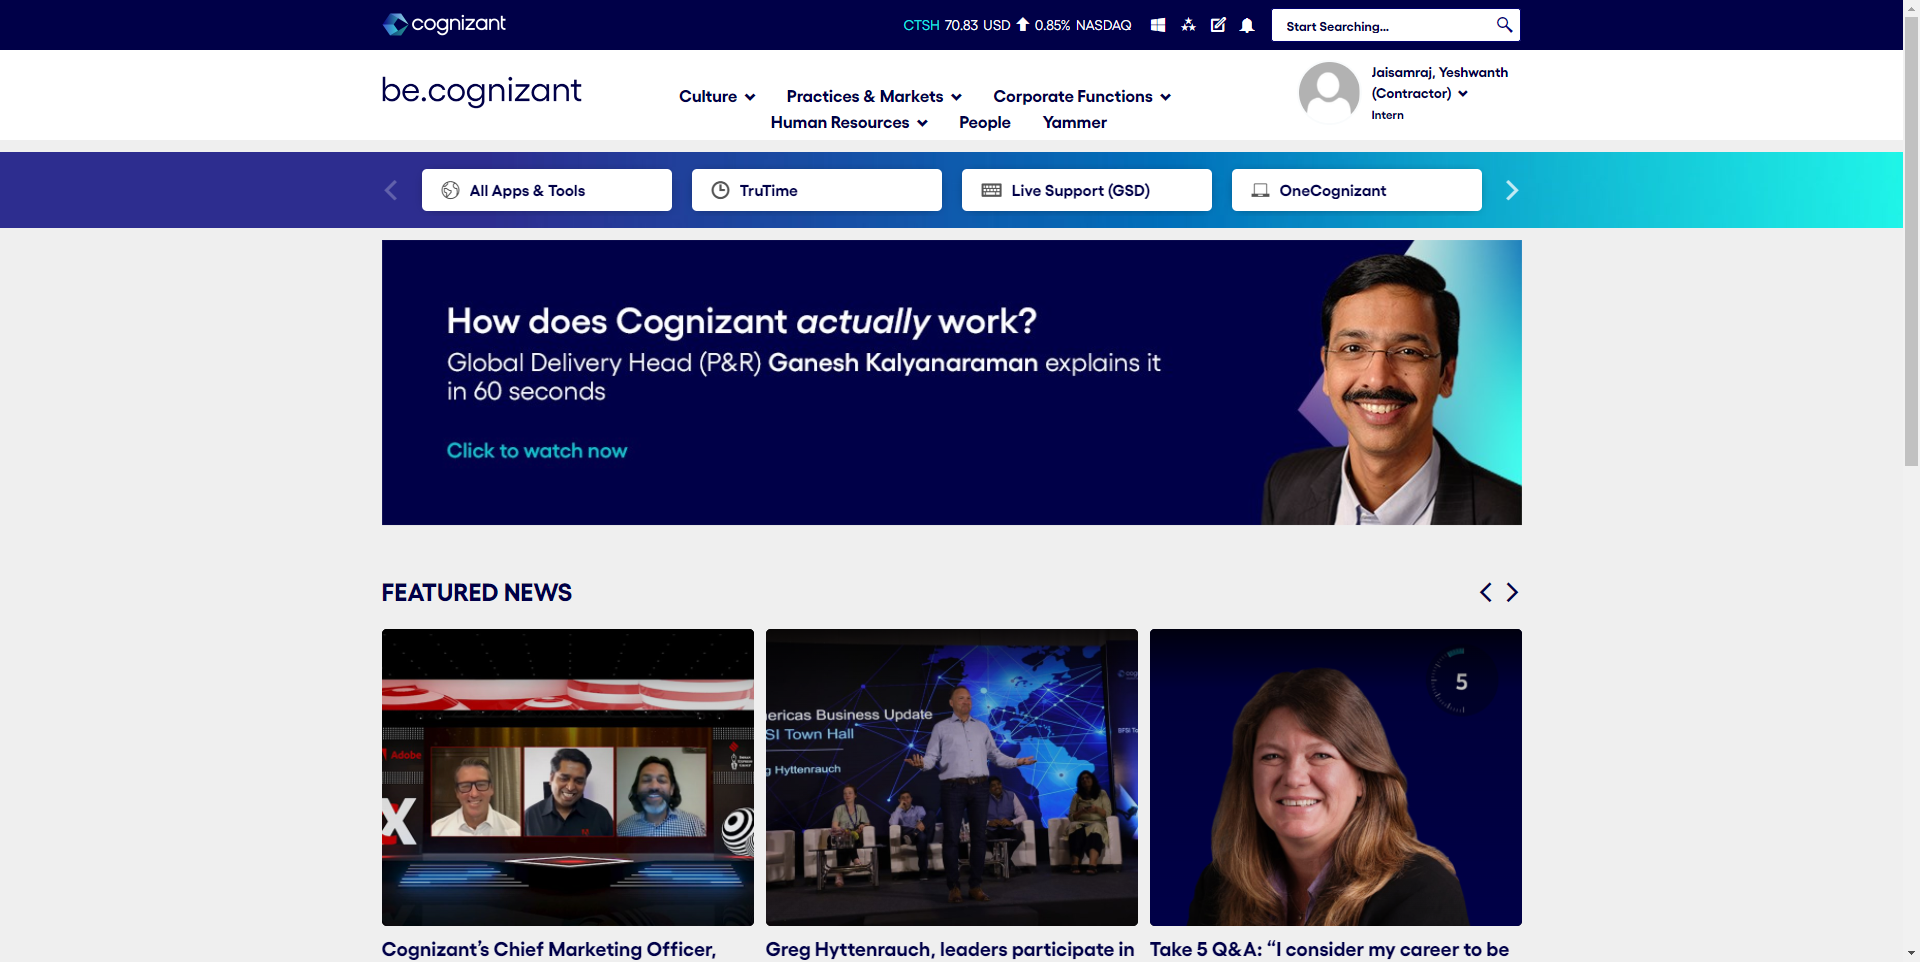 cognizant
CTSH 70.83 USD 0.85% NASDAQ
Start Searching...
be.cognizant
Culture
Practices & Markets
Corporate Functions
Human Resources
People
Yammer
Jaisamraj, Yeshwanth
(Contractor)
Intern
All Apps & Tools
TruTime
Live Support (GSD)
OneCognizant
How does Cognizant actually work?
Global Delivery Head (P&R) Ganesh Kalyanaraman explains it
in 60 seconds
Click to watch now
FEATURED NEWS
Adobe
X
ericas Business Update
SI Town Hall
g Hyttenrauch
5
Cognizant’s Chief Marketing Officer,
Greg Hyttenrauch, leaders participate in
Take 5 Q&A: “I consider my career to be